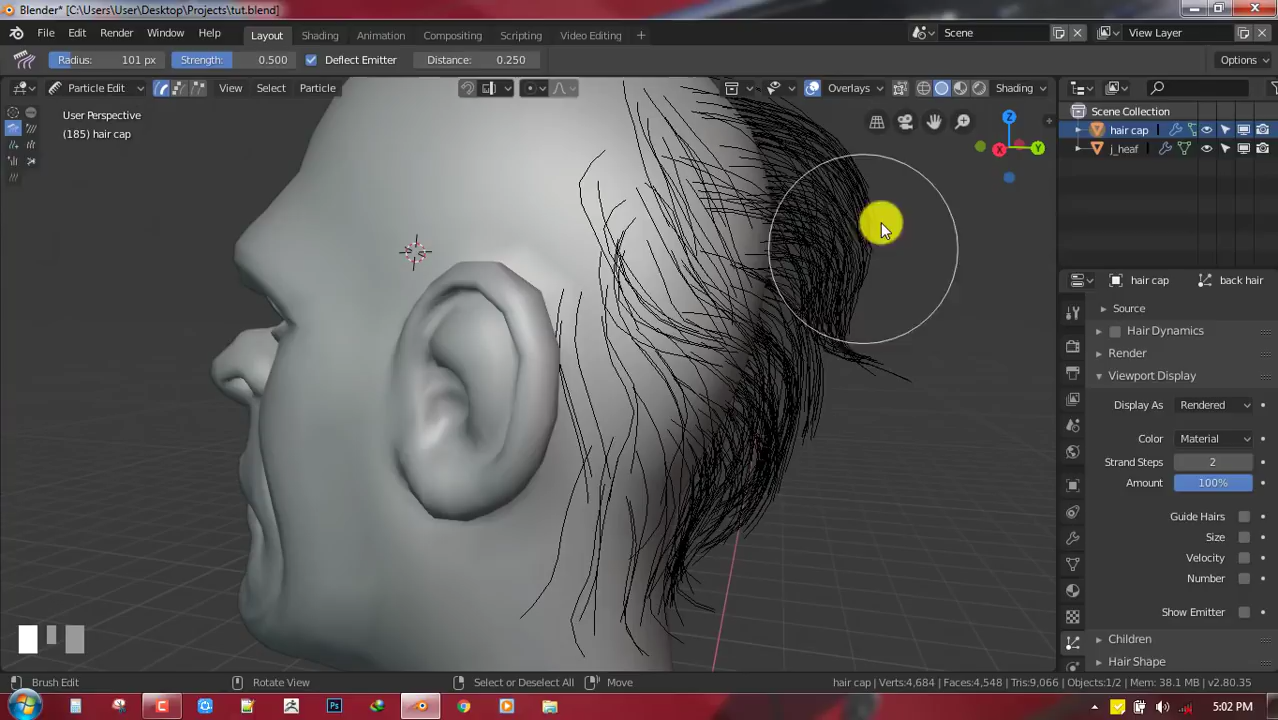 Blender* [C:\Users\User\Desktop\Projects\tut.blend]
File Edit Render Window Help Layout Shading Animation Compositing Scripting Video Editing + Scene View Layer
Radius: 101 px Strength: 0.500 Deflect Emitter Distance: 0.250 Options
Particle Edit View Select Particle Overlays Shading
User Perspective
(185) hair cap
Z
X
Y
Scene Collection
hair cap
j_heaf
hair cap back hair
Source
Hair Dynamics
Render
Viewport Display
Display As Rendered
Color Material
Strand Steps 2
Amount 100%
Guide Hairs
Size
Velocity
Number
Show Emitter
Children
Hair Shape
Brush Edit Rotate View Select or Deselect All Move hair cap | Verts:4,684 | Faces:4,548 | Tris:9,066 | Objects:1/2 | Mem: 38.1 MB | v2.80.35
Ps
5:02 PM